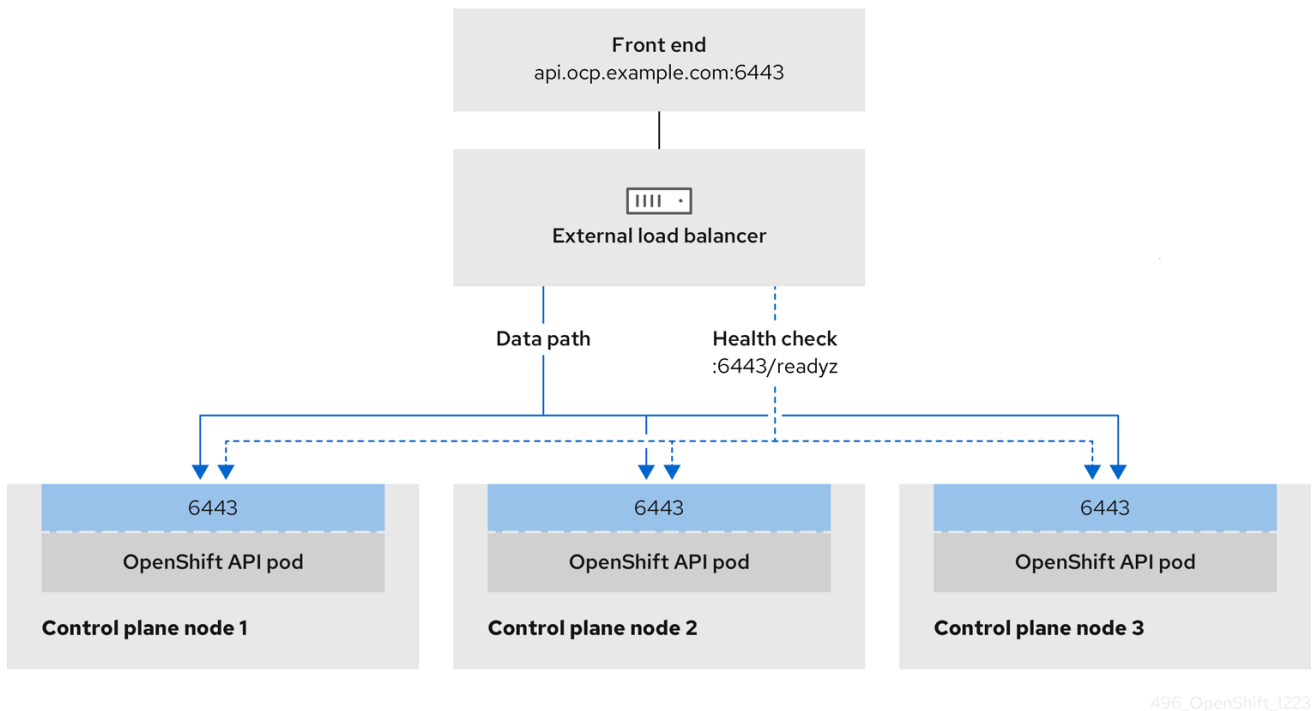 Front end
api.ocp.example.com:6443
External load balancer
Data path
Health check
:6443/readyz
6443
6443
6443
OpenShift API pod
OpenShift API pod
OpenShift API pod
Control plane node 1
Control plane node 2
Control plane node 3
496_OpenShift_1223